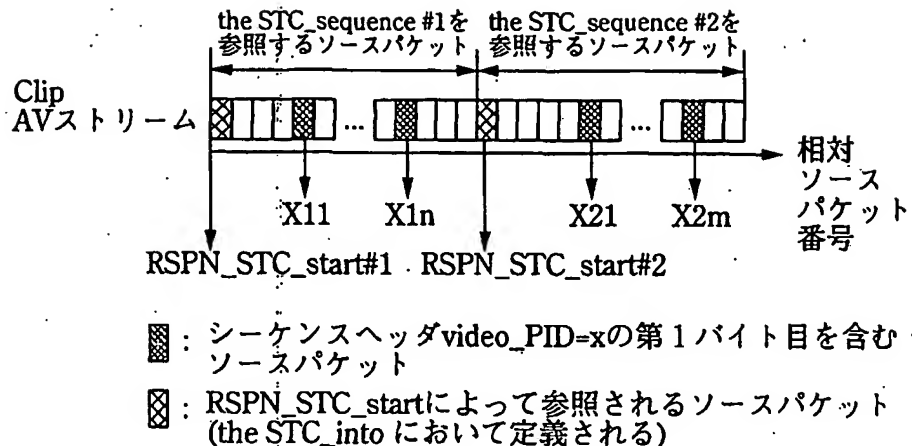 the STC_sequence #1を
参照するソースパケット
the STC_sequence #2を
参照するソースパケット
Clip
AVストリーム
...
...
相対
ソース
パケット
番号
X11
X1n
X21
X2m
RSPN_STC_start#1
RSPN_STC_start#2
: シーケンスヘッダvideo_PID=xの第1バイト目を含む
ソースパケット
: RSPN_STC_startによって参照されるソースパケット
(the STC_into において定義される)